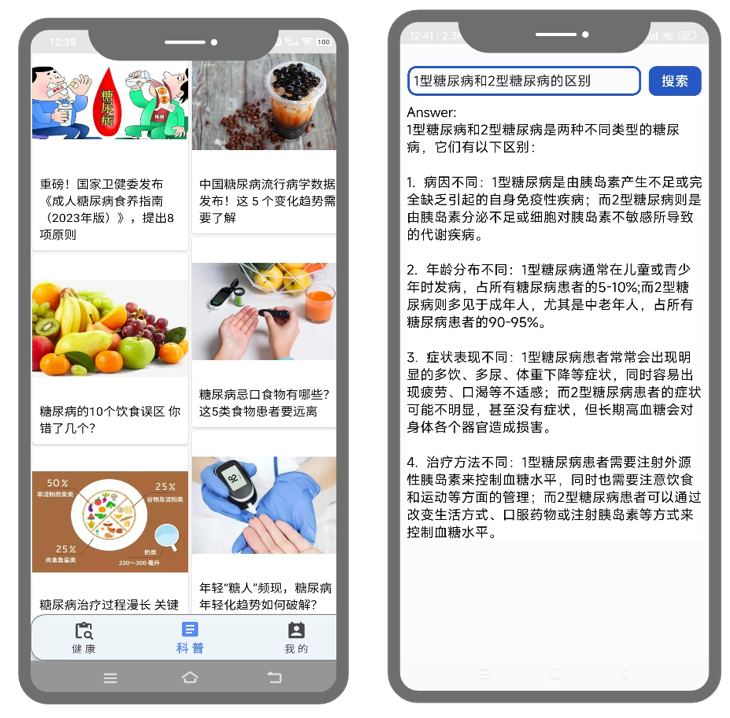 12:35
100
糖尿病
重磅！国家卫健委发布
《成人糖尿病食养指南
（2023年版）》，提出8
项原则
中国糖尿病流行病学数据
发布！这 5 个变化趋势需
要了解
糖尿病的10个饮食误区 你
错了几个？
糖尿病忌口食物有哪些？
这5类食物患者要远离
92
50%
非淀粉蔬菜类
25%
谷物及淀粉类
25%
肉类鱼蛋类
奶类
250～300 毫升
糖尿病治疗过程漫长 关键
年轻“糖人”频现，糖尿病
年轻化趋势如何破解？
健康
科普
我的
12:41
1型糖尿病和2型糖尿病的区别
搜索
Answer:
1型糖尿病和2型糖尿病是两种不同类型的糖尿
病，它们有以下区别：
1. 病因不同：1型糖尿病是由胰岛素产生不足或完
全缺乏引起的自身免疫性疾病；而2型糖尿病则是
由胰岛素分泌不足或细胞对胰岛素不敏感所导致
的代谢疾病。
2. 年龄分布不同：1型糖尿病通常在儿童或青少
年时发病，占所有糖尿病患者的5-10%;而2型糖
尿病则多见于成年人，尤其是中老年人，占所有
糖尿病患者的90-95%。
3. 症状表现不同：1型糖尿病患者常常会出现明
显的多饮、多尿、体重下降等症状，同时容易出
现疲劳、口渴等不适感；而2型糖尿病患者的症状
可能不明显，甚至没有症状，但长期高血糖会对
身体各个器官造成损害。
4. 治疗方法不同：1型糖尿病患者需要注射外源
性胰岛素来控制血糖水平，同时也需要注意饮食
和运动等方面的管理；而2型糖尿病患者可以通过
改变生活方式、口服药物或注射胰岛素等方式来
控制血糖水平。